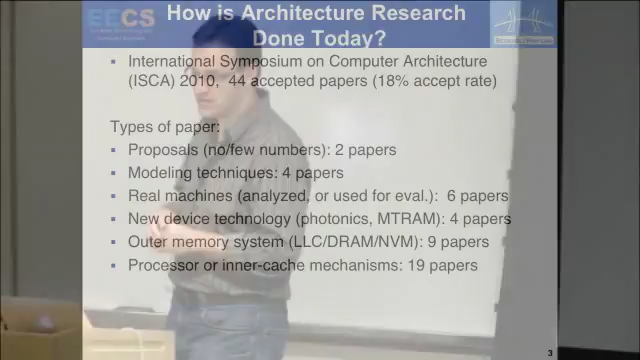 EECS
How is Architecture Research
Done Today?
International Symposium on Computer Architecture
(ISCA) 2010, 44 accepted papers (18% accept rate)
Types of paper:
Proposals (no/few numbers): 2 papers
Modeling techniques: 4 papers
Real machines (analyzed, or used for eval.): 6 papers
New device technology (photonics, MTRAM): 4 papers
Outer memory system (LLC/DRAM/NVM): 9 papers
Processor or inner-cache mechanisms: 19 papers
3